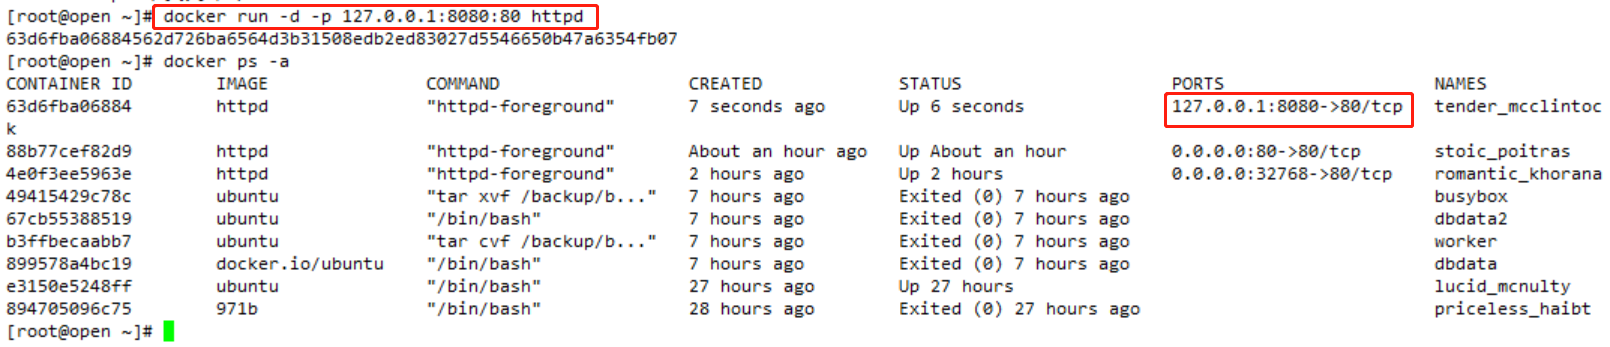 [root@open ~]# docker run -d -p 127.0.0.1:8080:80 httpd
63d6fba06884562d726ba6564d3b31508edb2ed83027d5546650b47a6354fb07
[root@open ~]# docker ps -a
CONTAINER ID        IMAGE               COMMAND                  CREATED             STATUS                    PORTS                    NAMES
63d6fba06884        httpd               "httpd-foreground"       7 seconds ago       Up 6 seconds              127.0.0.1:8080->80/tcp   tender_mcclintoc
k
88b77cef82d9        httpd               "httpd-foreground"       About an hour ago   Up About an hour          0.0.0.0:80->80/tcp       stoic_poitras
4e0f3ee5963e        httpd               "httpd-foreground"       2 hours ago         Up 2 hours                0.0.0.0:32768->80/tcp    romantic_khorana
49415429c78c        ubuntu              "tar xvf /backup/b..."   7 hours ago         Exited (0) 7 hours ago                             busybox
67cb55388519        ubuntu              "/bin/bash"              7 hours ago         Exited (0) 7 hours ago                             dbdata2
b3ffbecaabb7        ubuntu              "tar cvf /backup/b..."   7 hours ago         Exited (0) 7 hours ago                             worker
899578a4bc19        docker.io/ubuntu    "/bin/bash"              7 hours ago         Exited (0) 7 hours ago                             dbdata
e3150e5248ff        ubuntu              "/bin/bash"              27 hours ago        Up 27 hours                                        lucid_mcnulty
894705096c75        971b                "/bin/bash"              28 hours ago        Exited (0) 27 hours ago                            priceless_haibt
[root@open ~]#